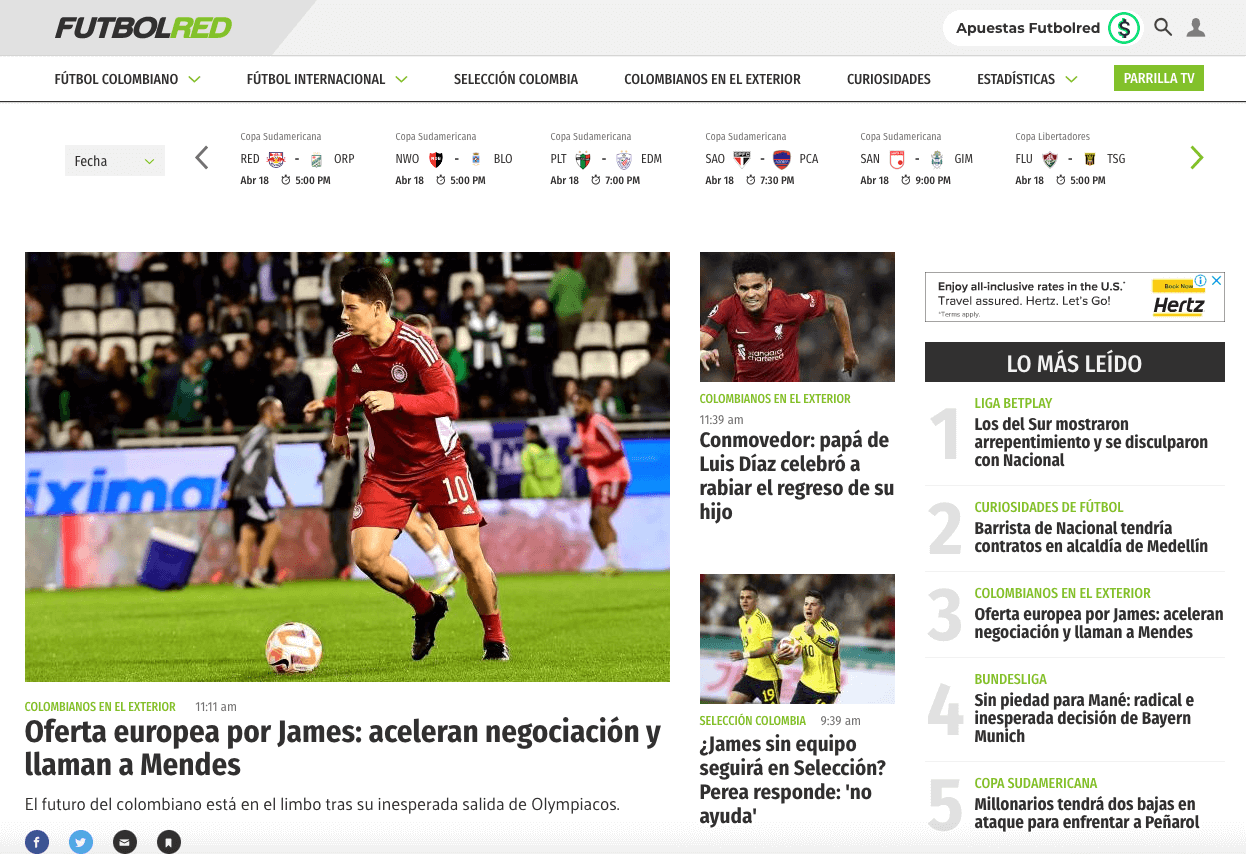 FUTBOLRED
Apuestas Futbolred $
FÚTBOL COLOMBIANO
FÚTBOL INTERNACIONAL
SELECCIÓN COLOMBIA
COLOMBIANOS EN EL EXTERIOR
CURIOSIDADES
ESTADÍSTICAS
PARRILLA TV
Fecha
Copa Sudamericana
RED - ORP
Abr 18 5:00 PM
Copa Sudamericana
NWO - BLO
Abr 18 5:00 PM
Copa Sudamericana
PLT - EDM
Abr 18 7:00 PM
Copa Sudamericana
SAO - PCA
Abr 18 7:30 PM
Copa Sudamericana
SAN - GIM
Abr 18 9:00 PM
Copa Libertadores
FLU - TSG
Abr 18 5:00 PM
ixima
10
COLOMBIANOS EN EL EXTERIOR 11:11 am
Oferta europea por James: aceleran negociación y
llaman a Mendes
El futuro del colombiano está en el limbo tras su inesperada salida de Olympiacos.
standard
chartered
COLOMBIANOS EN EL EXTERIOR
11:39 am
Conmovedor: papá de
Luis Díaz celebró a
rabiar el regreso de su
hijo
19
10
SELECCIÓN COLOMBIA 9:39 am
¿James sin equipo
seguirá en Selección?
Perea responde: 'no
ayuda'
Enjoy all-inclusive rates in the U.S.*
Travel assured. Hertz. Let's Go!
*Terms apply.
Book Now
Hertz
LO MÁS LEÍDO
1
LIGA BETPLAY
Los del Sur mostraron
arrepentimiento y se disculparon
con Nacional
2
CURIOSIDADES DE FÚTBOL
Barrista de Nacional tendría
contratos en alcaldía de Medellín
3
COLOMBIANOS EN EL EXTERIOR
Oferta europea por James: aceleran
negociación y llaman a Mendes
4
BUNDESLIGA
Sin piedad para Mané: radical e
inesperada decisión de Bayern
Munich
5
COPA SUDAMERICANA
Millonarios tendrá dos bajas en
ataque para enfrentar a Peñarol